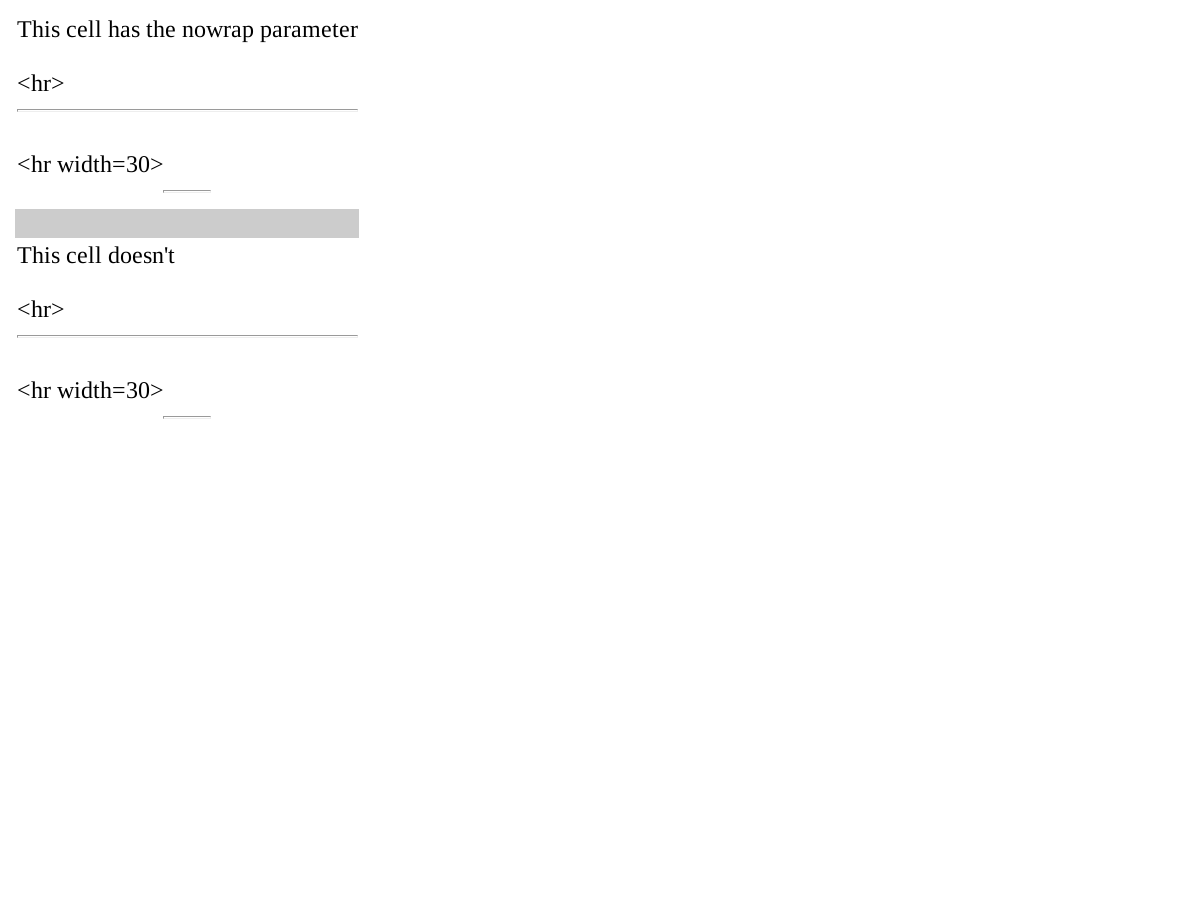 This cell has the nowrap parameter
<hr>
<hr width=30>
This cell doesn't
<hr>
<hr width=30>